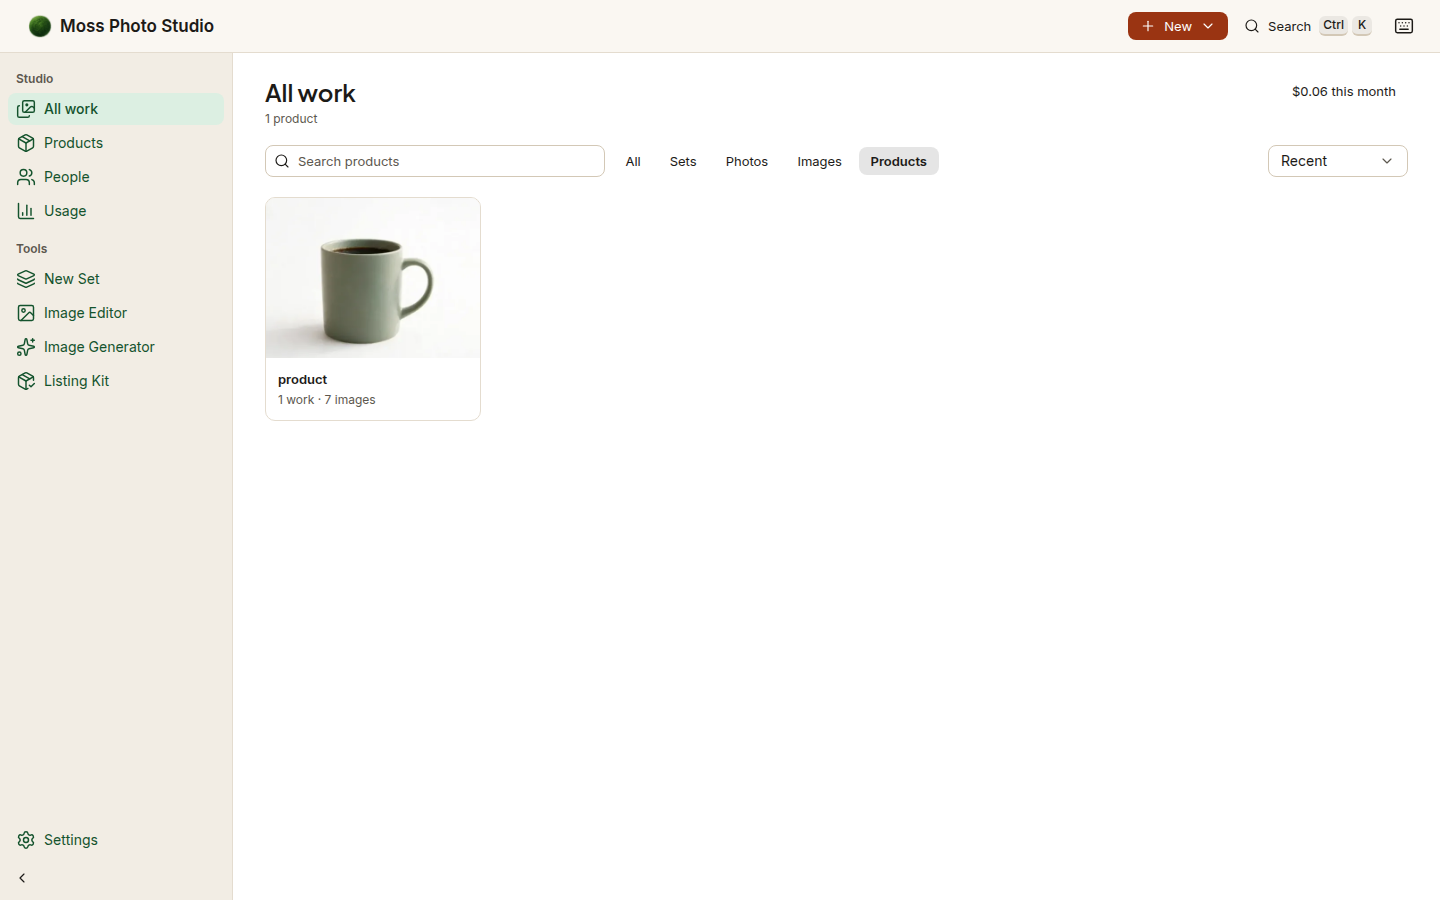 Moss Photo Studio
New
Search Ctrl K
Studio
All work
Products
People
Usage
Tools
New Set
Image Editor
Image Generator
Listing Kit
Settings
All work
1 product
$0.06 this month
Search products
All
Sets
Photos
Images
Products
Recent
product
1 work · 7 images